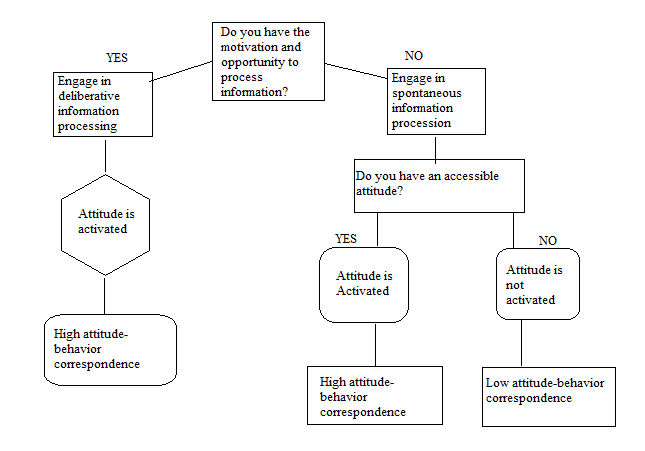 Do you have the
motivation and
opportunity to
process
information?
YES
NO
Engage in
deliberative
information
processing
Engage in
spontaneous
information
procession
Do you have an accessible
attitude?
Attitude is
activated
YES
NO
Attitude is
Activated
Attitude is
not
activated
High attitude-
behavior
correspondence
High attitude-
behavior
correspondence
Low attitude-behavior
correspondence